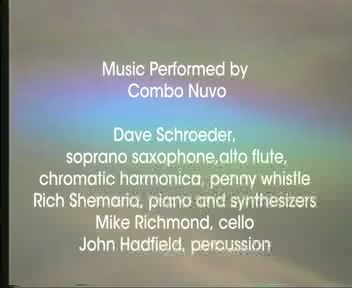 Music Performed by
Combo Nuvo
Dave Schroeder,
soprano saxophone,alto flute,
chromatic harmonica, penny whistle
Rich Shemaria, piano and synthesizers
Mike Richmond, cello
John Hadfield, percussion